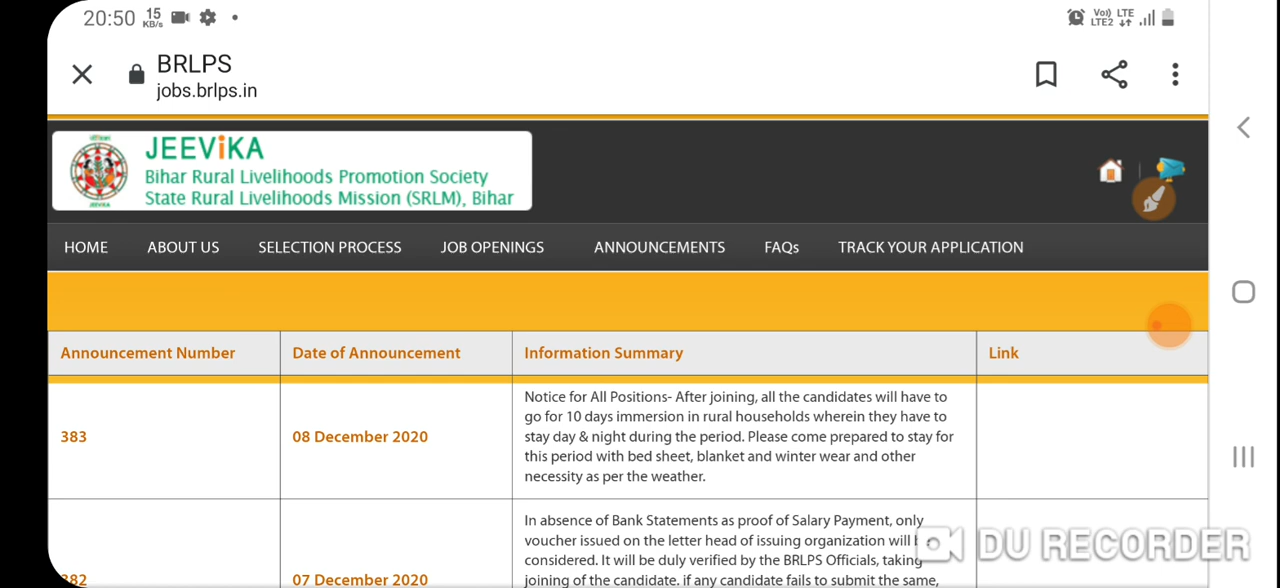 20:50 15 KB/s
Vo) LTE
LTE2
BRLPS
jobs.brlps.in
JEEViKA
Bihar Rural Livelihoods Promotion Society
State Rural Livelihoods Mission (SRLM), Bihar
JEEVIKA
HOME ABOUT US SELECTION PROCESS JOB OPENINGS ANNOUNCEMENTS FAQs TRACK YOUR APPLICATION
Announcement Number Date of Announcement Information Summary Link
Notice for All Positions- After joining, all the candidates will have to
go for 10 days immersion in rural households wherein they have to
383 08 December 2020 stay day & night during the period. Please come prepared to stay for
this period with bed sheet, blanket and winter wear and other
necessity as per the weather.
In absence of Bank Statements as proof of Salary Payment, only
voucher issued on the letter head of issuing organization will be
considered. It will be duly verified by the BRLPS Officials, taking
382 07 December 2020 joining of the candidate. if any candidate fails to submit the same,
DU RECORDER